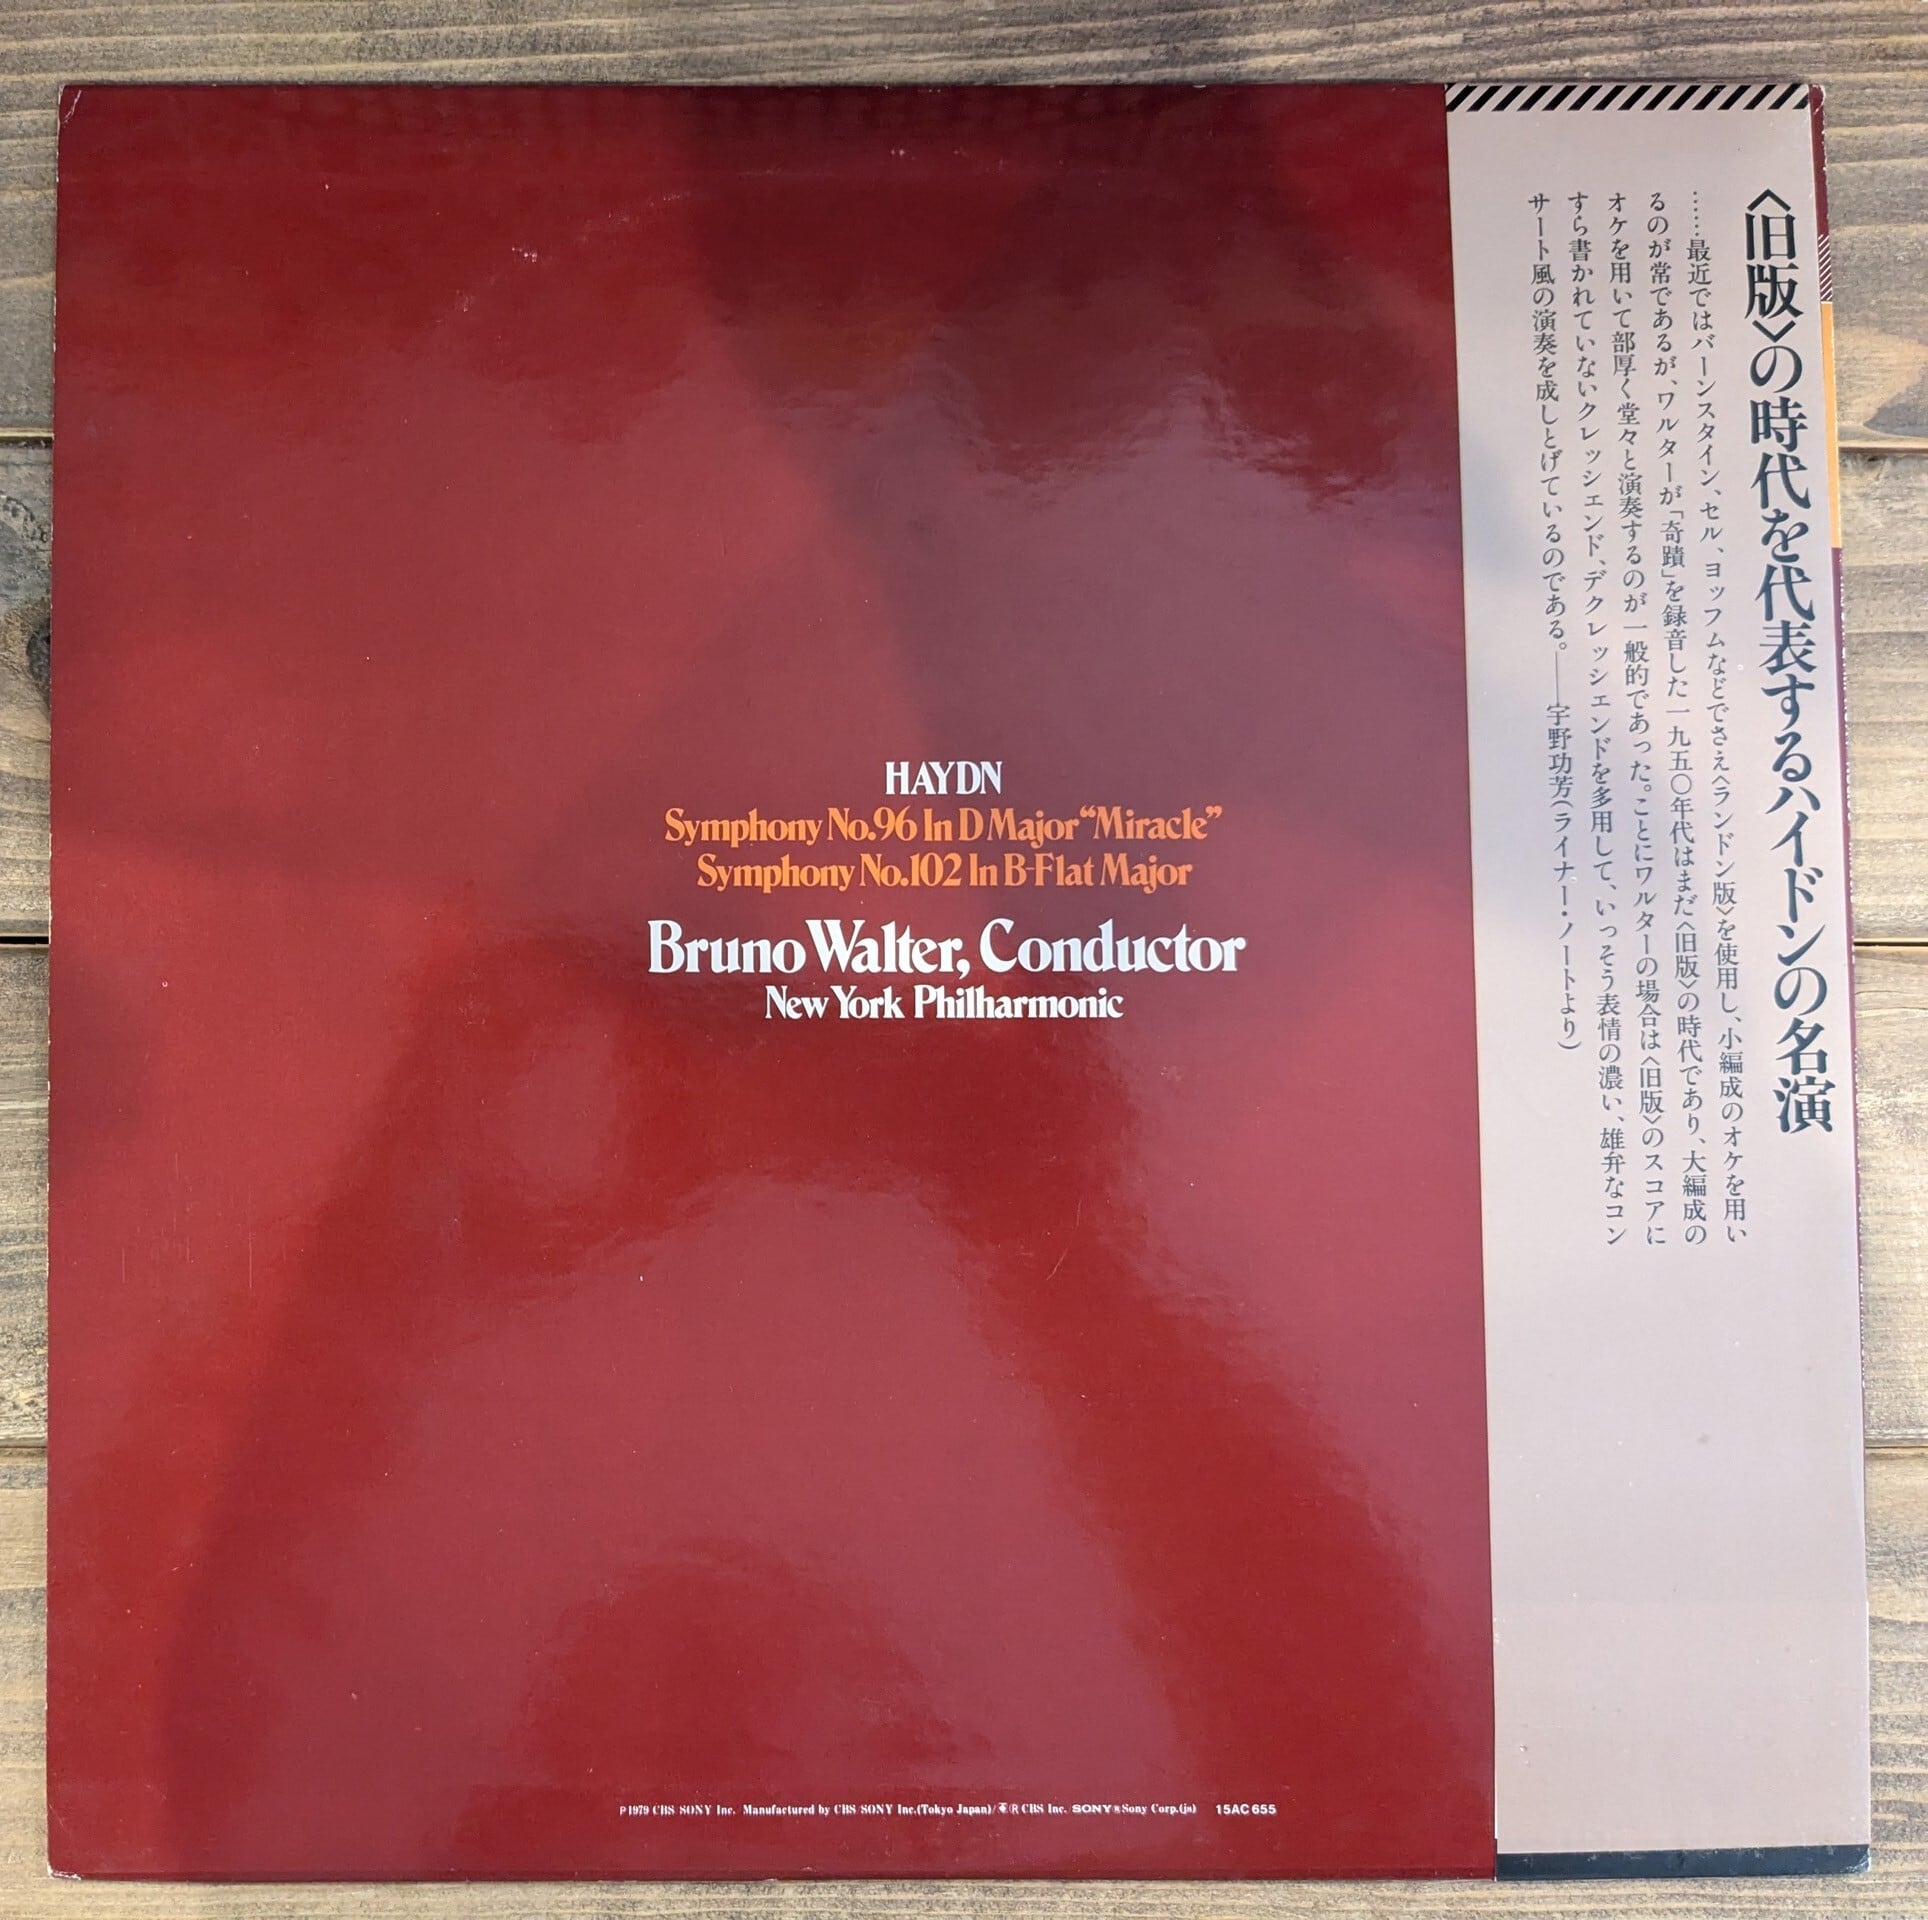 HAYDN
Symphony No.96 In D Major “Miracle”
Symphony No.102 In B-Flat Major
Bruno Walter, Conductor
New York Philharmonic
℗1979 CBS SONY Inc. Manufactured by CBS SONY Inc.(Tokyo Japan)/ ® CBS Inc. SONY® Sony Corp.(js) 15AC 655
〈旧版〉の時代を代表するハイドンの名演
……最近ではバーンスタイン、セル、ヨッフムなどでさえ〈ランドン版〉を使用し、小編成のオケを用い
るのが常であるが、ワルターが「奇蹟」を録音した一九五〇年代はまだ〈旧版〉の時代であり、大編成の
オケを用いて部厚く堂々と演奏するのが一般的であった。ことにワルターの場合は〈旧版〉のスコアに
すら書かれていないクレッシェンド、デクレッシェンドを多用して、いっそう表情の濃い、雄弁なコン
サート風の演奏を成しとげているのである。——宇野功芳（ライナー・ノートより）